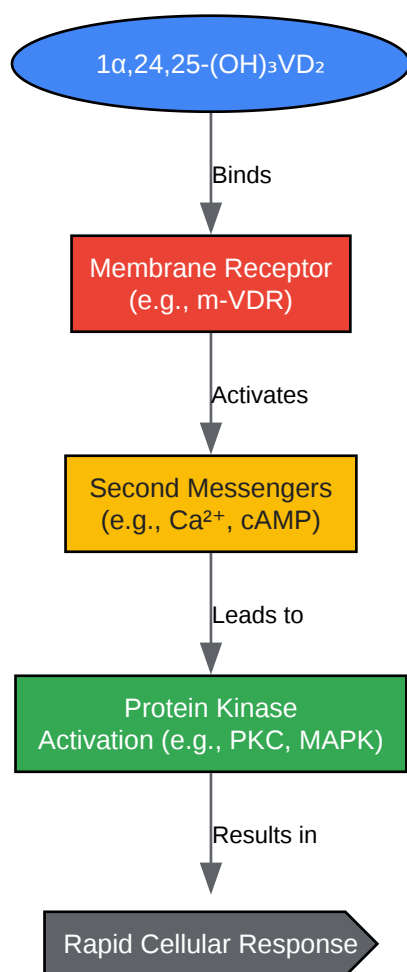 1α,24,25-(OH)₃VD₂
Binds
Membrane Receptor
(e.g., m-VDR)
Activates
Second Messengers
(e.g., Ca²⁺, cAMP)
Leads to
Protein Kinase
Activation (e.g., PKC, MAPK)
Results in
Rapid Cellular Response